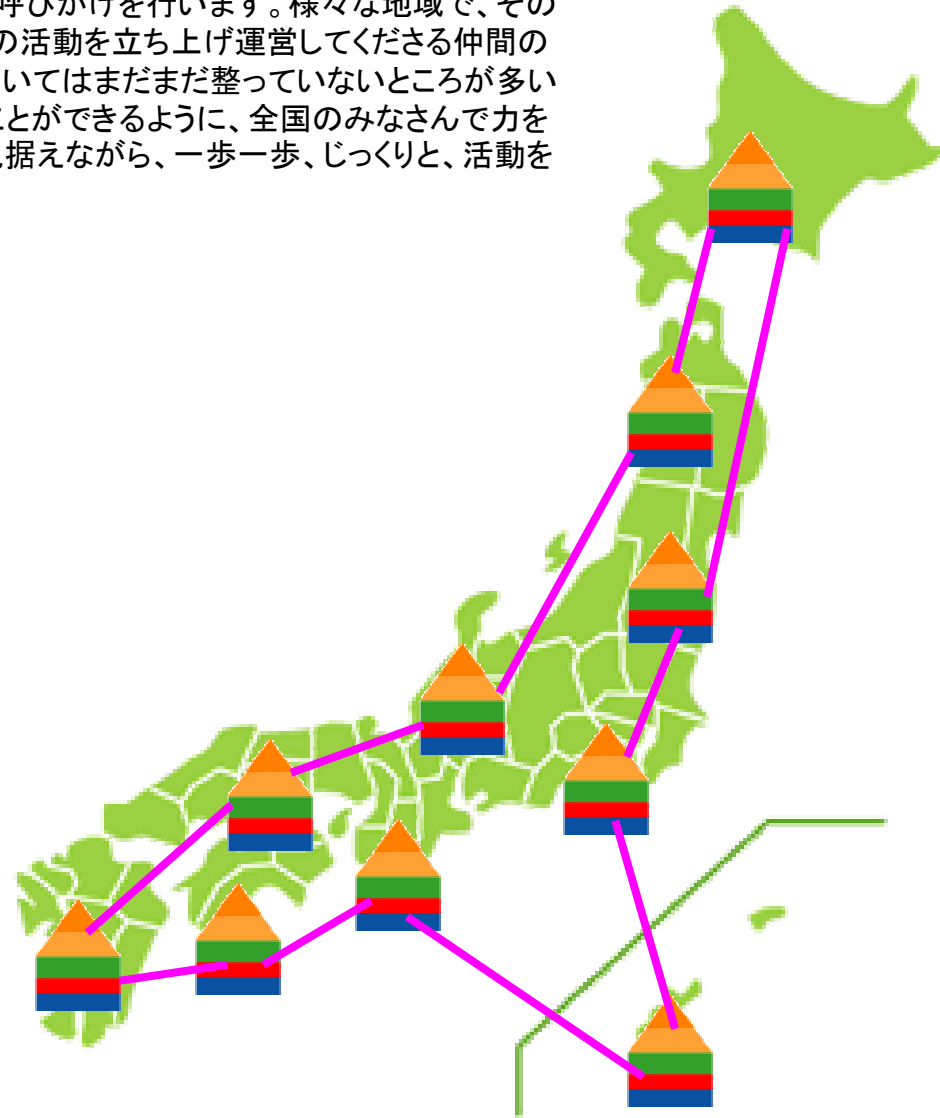 呼びかけを行います。様々な地域で、その
の活動を立ち上げ運営してくださる仲間の
いてはまだまだ整っていないところが多い
ことができるように、全国のみなさんで力を
据えながら、一歩一歩、じっくりと、活動を